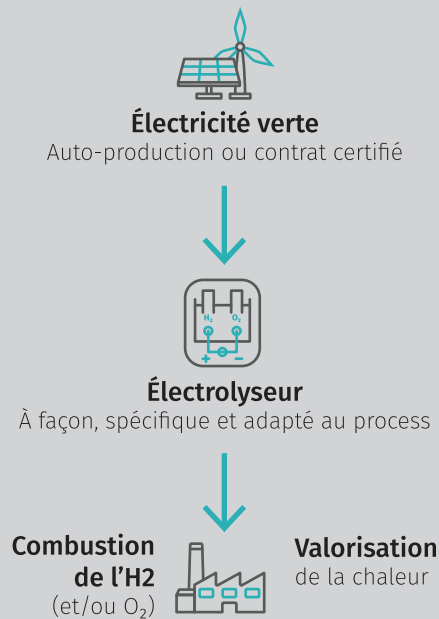 Électricité verte
Auto-production ou contrat certifié
H₂ O₂
+ −
Électrolyseur
À façon, spécifique et adapté au process
Combustion
de l’H2
(et/ou O₂)
Valorisation
de la chaleur